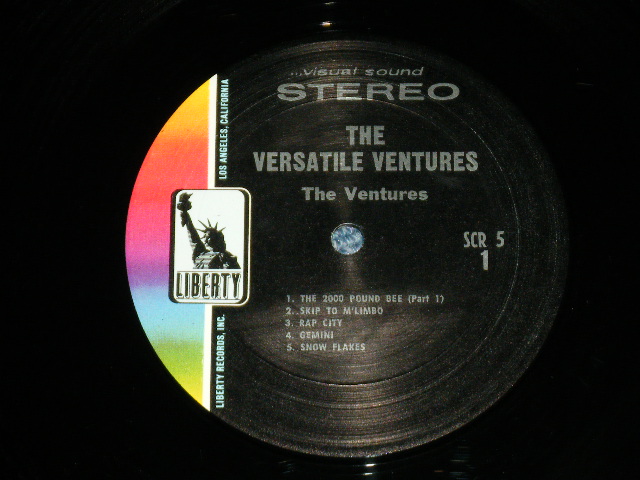 ...visual sound
STEREO
THE
VERSATILE VENTURES
The Ventures
SCR 5
1
1. THE 2000 POUND BEE (Part 1)
2. SKIP TO M'LIMBO
3. RAP CITY
4. GEMINI
5. SNOW FLAKES
LIBERTY
LOS ANGELES, CALIFORNIA
LIBERTY RECORDS, INC.